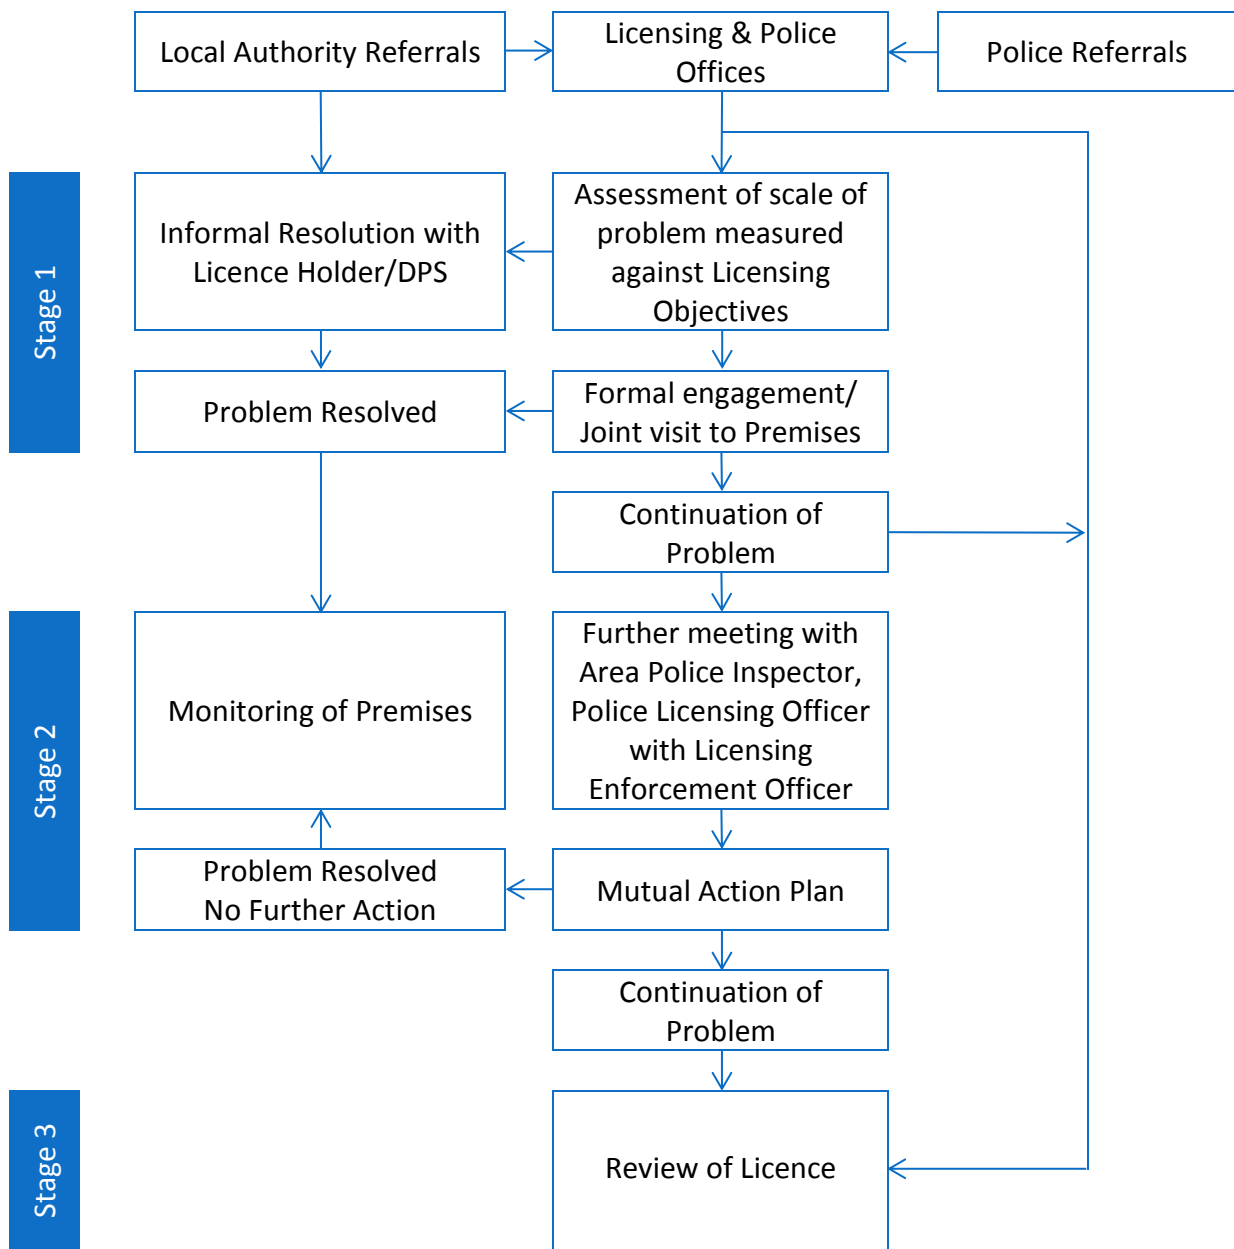 Local Authority Referrals
Licensing & Police
Offices
Police Referrals
Stage 1
Informal Resolution with
Licence Holder/DPS
Assessment of scale of
problem measured
against Licensing
Objectives
Problem Resolved
Formal engagement/
Joint visit to Premises
Continuation of
Problem
Stage 2
Monitoring of Premises
Further meeting with
Area Police Inspector,
Police Licensing Officer
with Licensing
Enforcement Officer
Problem Resolved
No Further Action
Mutual Action Plan
Continuation of
Problem
Stage 3
Review of Licence